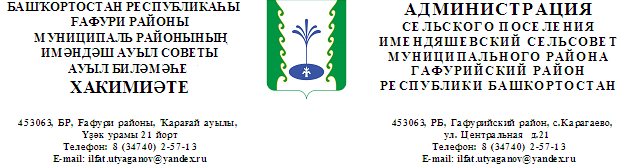 БАШҠОРТОСТАН РЕСПУБЛИКАҺЫ
ҒАФУРИ РАЙОНЫ
МУНИЦИПАЛЬ РАЙОНЫНЫҢ
ИМӘНДӘШ АУЫЛ СОВЕТЫ
АУЫЛ БИЛӘМӘҺЕ
ХАКИМИӘТЕ
453063, БР, Ғафури районы, Ҡарағай ауылы,
Үҙәк урамы 21 йорт
Телефон: 8 (34740) 2-57-13
E-mail: ilfat.utyaganov@yandex.ru
АДМИНИСТРАЦИЯ
СЕЛЬСКОГО ПОСЕЛЕНИЯ
ИМЕНДЯШЕВСКИЙ СЕЛЬСОВЕТ
МУНИЦИПАЛЬНОГО РАЙОНА
ГАФУРИЙСКИЙ РАЙОН
РЕСПУБЛИКИ БАШКОРТОСТАН
453063, РБ, Гафурийский район, с.Карагаево,
ул. Центральная д.21
Телефон: 8 (34740) 2-57-13
E-mail: ilfat.utyaganov@yandex.ru